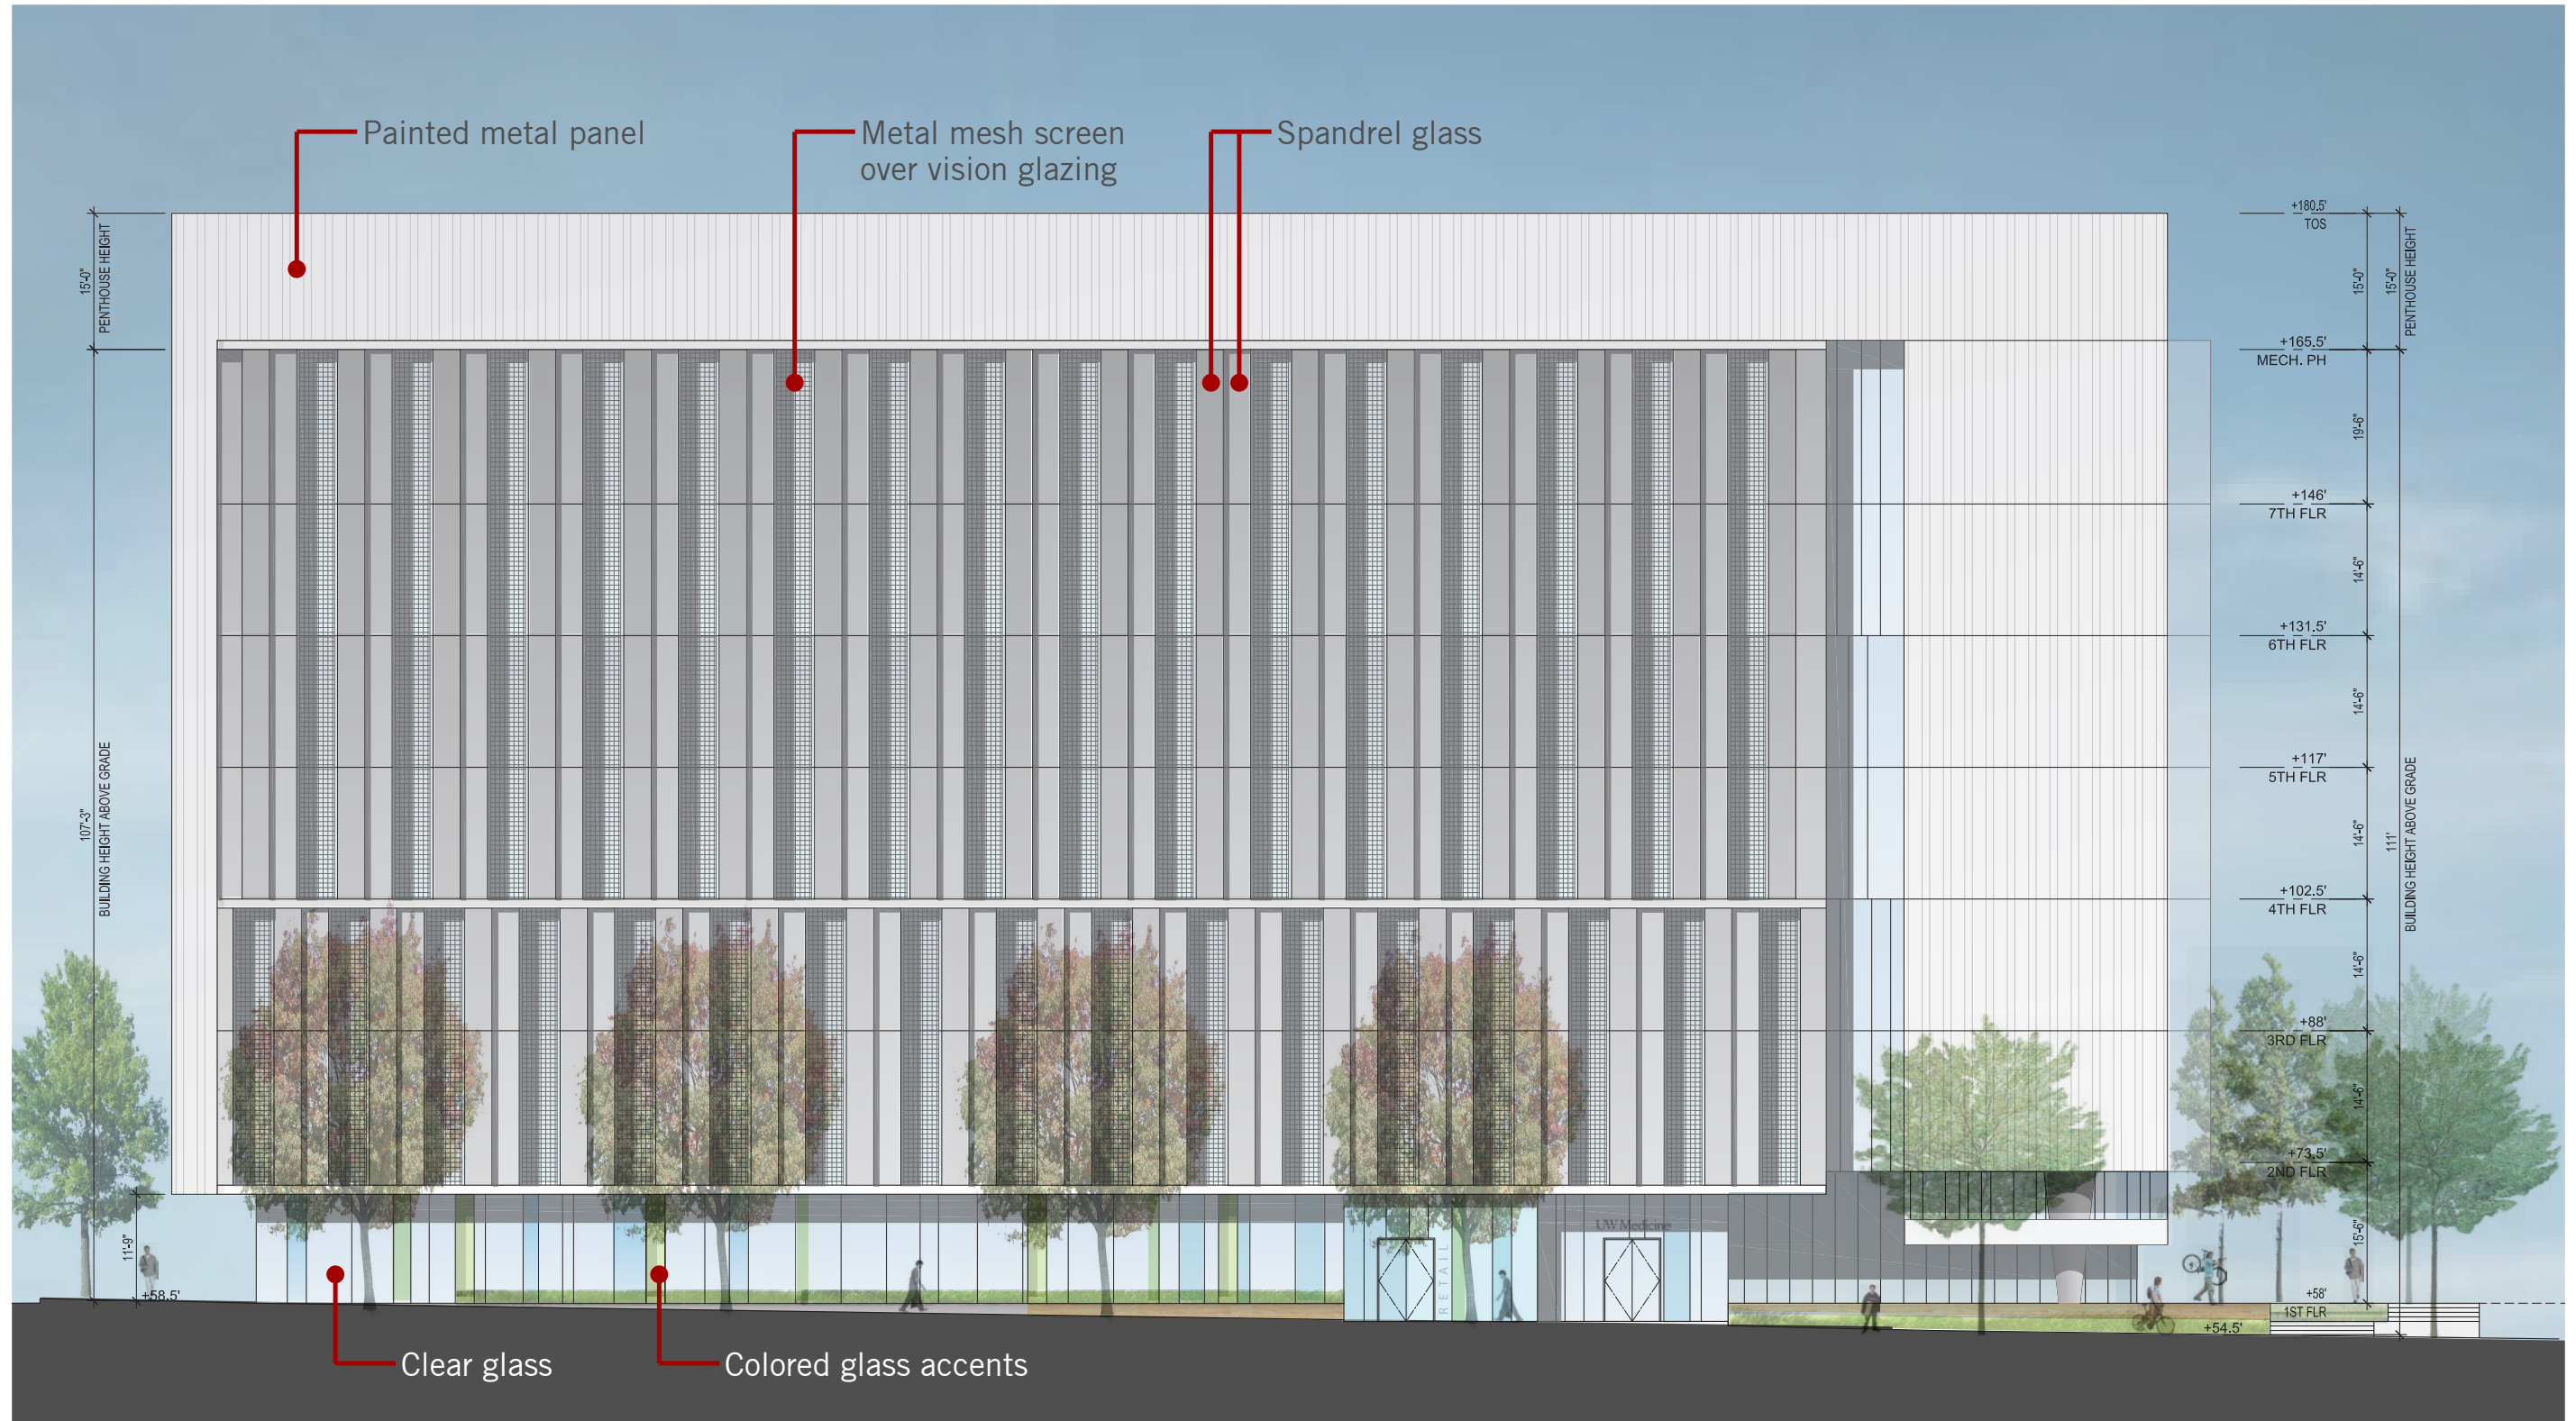 Painted metal panel
Metal mesh screen
over vision glazing
Spandrel glass
15'-0"
PENTHOUSE HEIGHT
107'-3"
BUILDING HEIGHT ABOVE GRADE
11'-9"
+58.5'
+180.5'
TOS
+165.5'
MECH. PH
+146'
7TH FLR
+131.5'
6TH FLR
+117'
5TH FLR
+102.5'
4TH FLR
+88'
3RD FLR
+73.5'
2ND FLR
+58'
1ST FLR
+54.5'
15'-0"
19'-6"
14'-6"
14'-6"
14'-6"
14'-6"
14'-6"
15'-6"
15'-0"
PENTHOUSE HEIGHT
111'
BUILDING HEIGHT ABOVE GRADE
UW Medicine
RETAIL
Clear glass
Colored glass accents